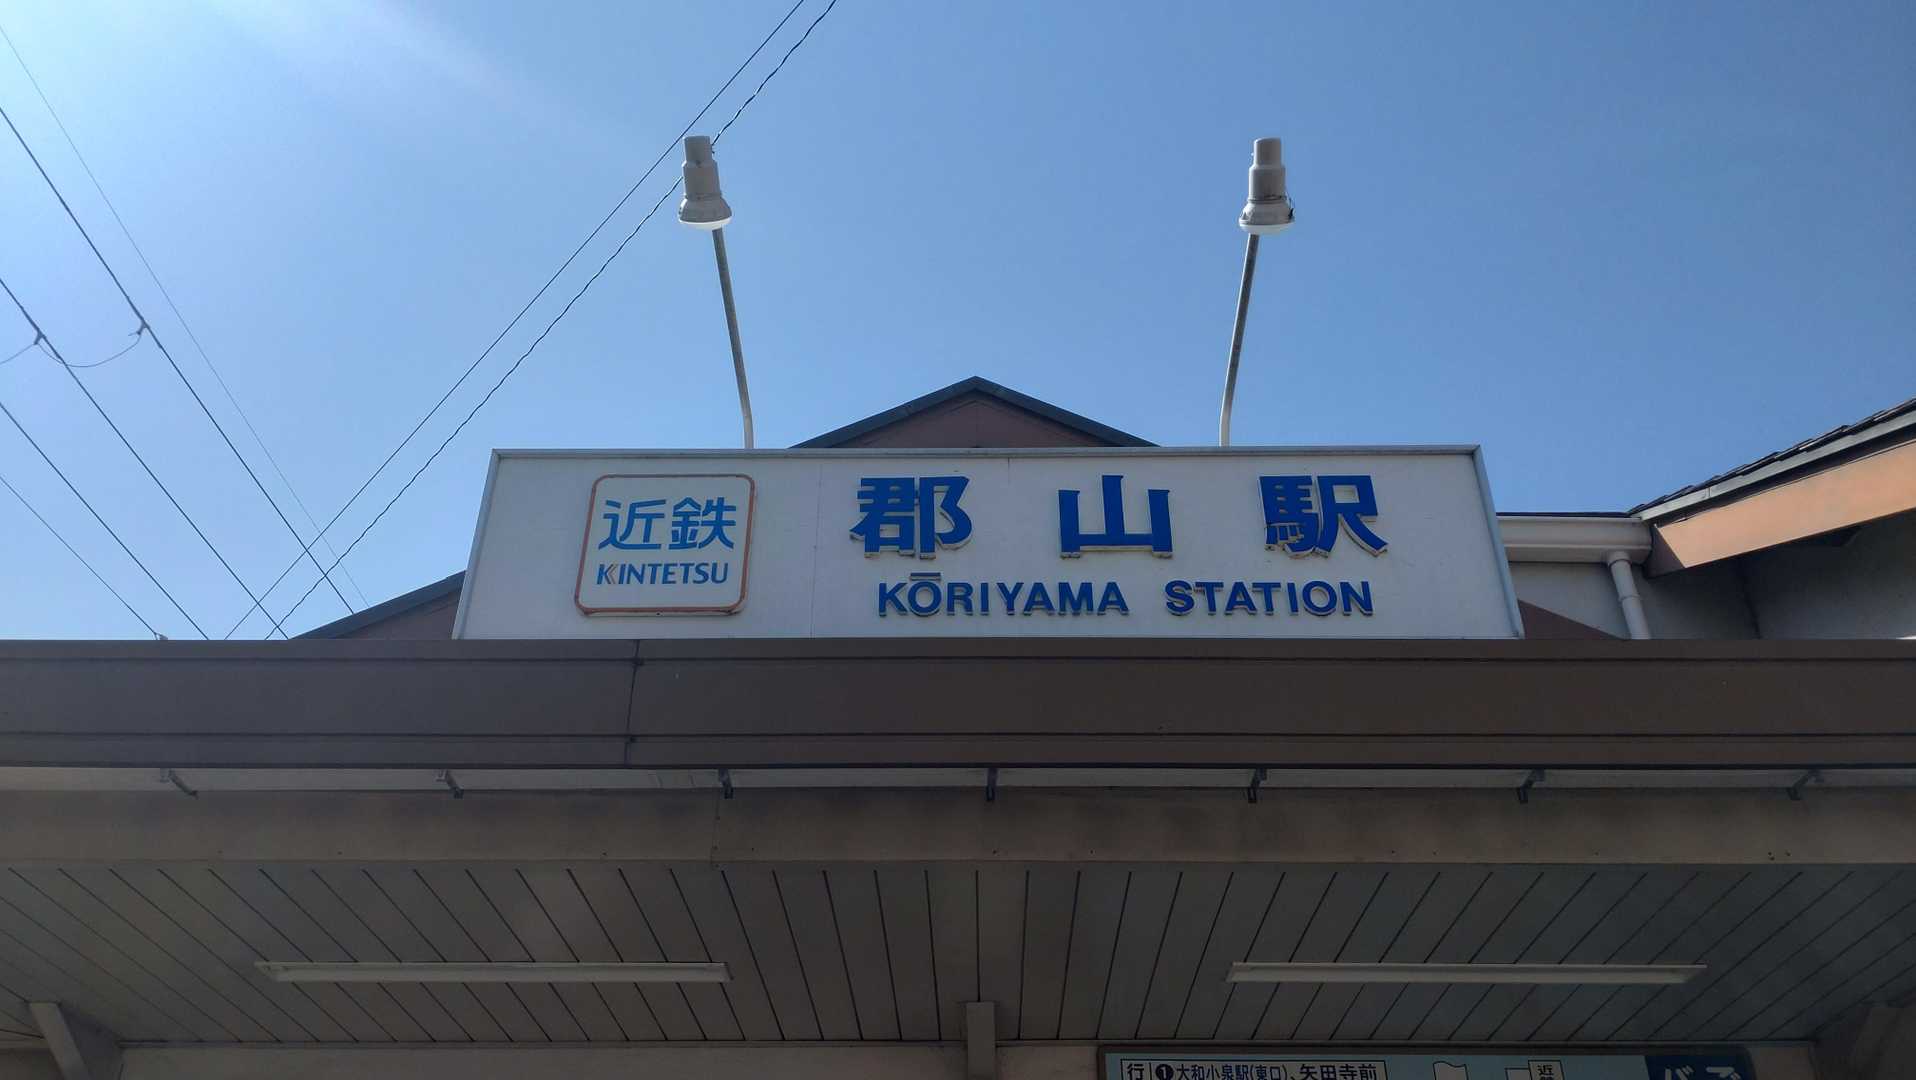 近鉄
KINTETSU
郡山駅
KŌRIYAMA STATION
行 ❶大和小泉駅(東口)、矢田寺前